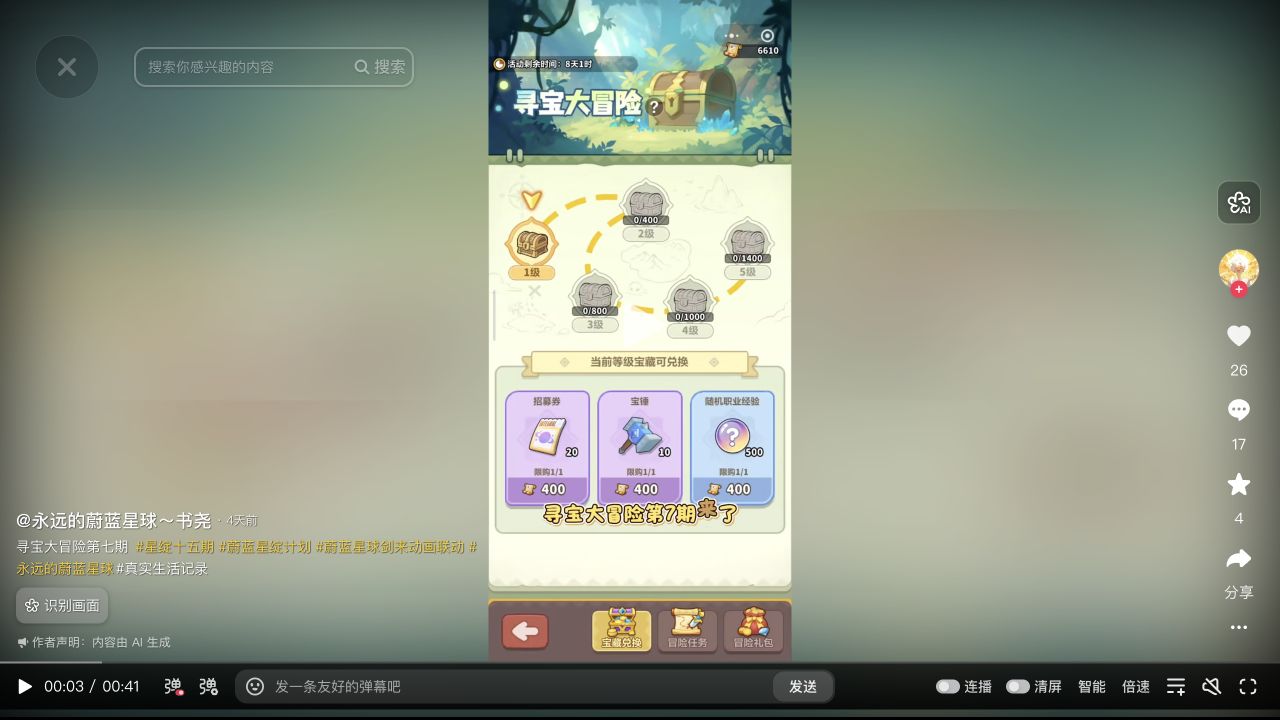 搜索你感兴趣的内容
搜索
6610
活动剩余时间：8天1时
寻宝大冒险
?
0/400
2级
1级
0/1400
5级
0/800
3级
0/1000
4级
当前等级宝藏可兑换
招募券
宝锤
随机职业经验
20
10
500
限购1/1
限购1/1
限购1/1
400
400
400
寻宝大冒险第7期来了
宝藏兑换
冒险任务
冒险礼包
AI
26
17
4
分享
@永远的蔚蓝星球～书尧 · 4天前
寻宝大冒险第七期 #星绽十五期 #蔚蓝星绽计划 #蔚蓝星球剑来动画联动 #
永远的蔚蓝星球 #真实生活记录
识别画面
作者声明：内容由 AI 生成
00:03 / 00:41
弹
弹
发一条友好的弹幕吧
发送
连播
清屏
智能
倍速